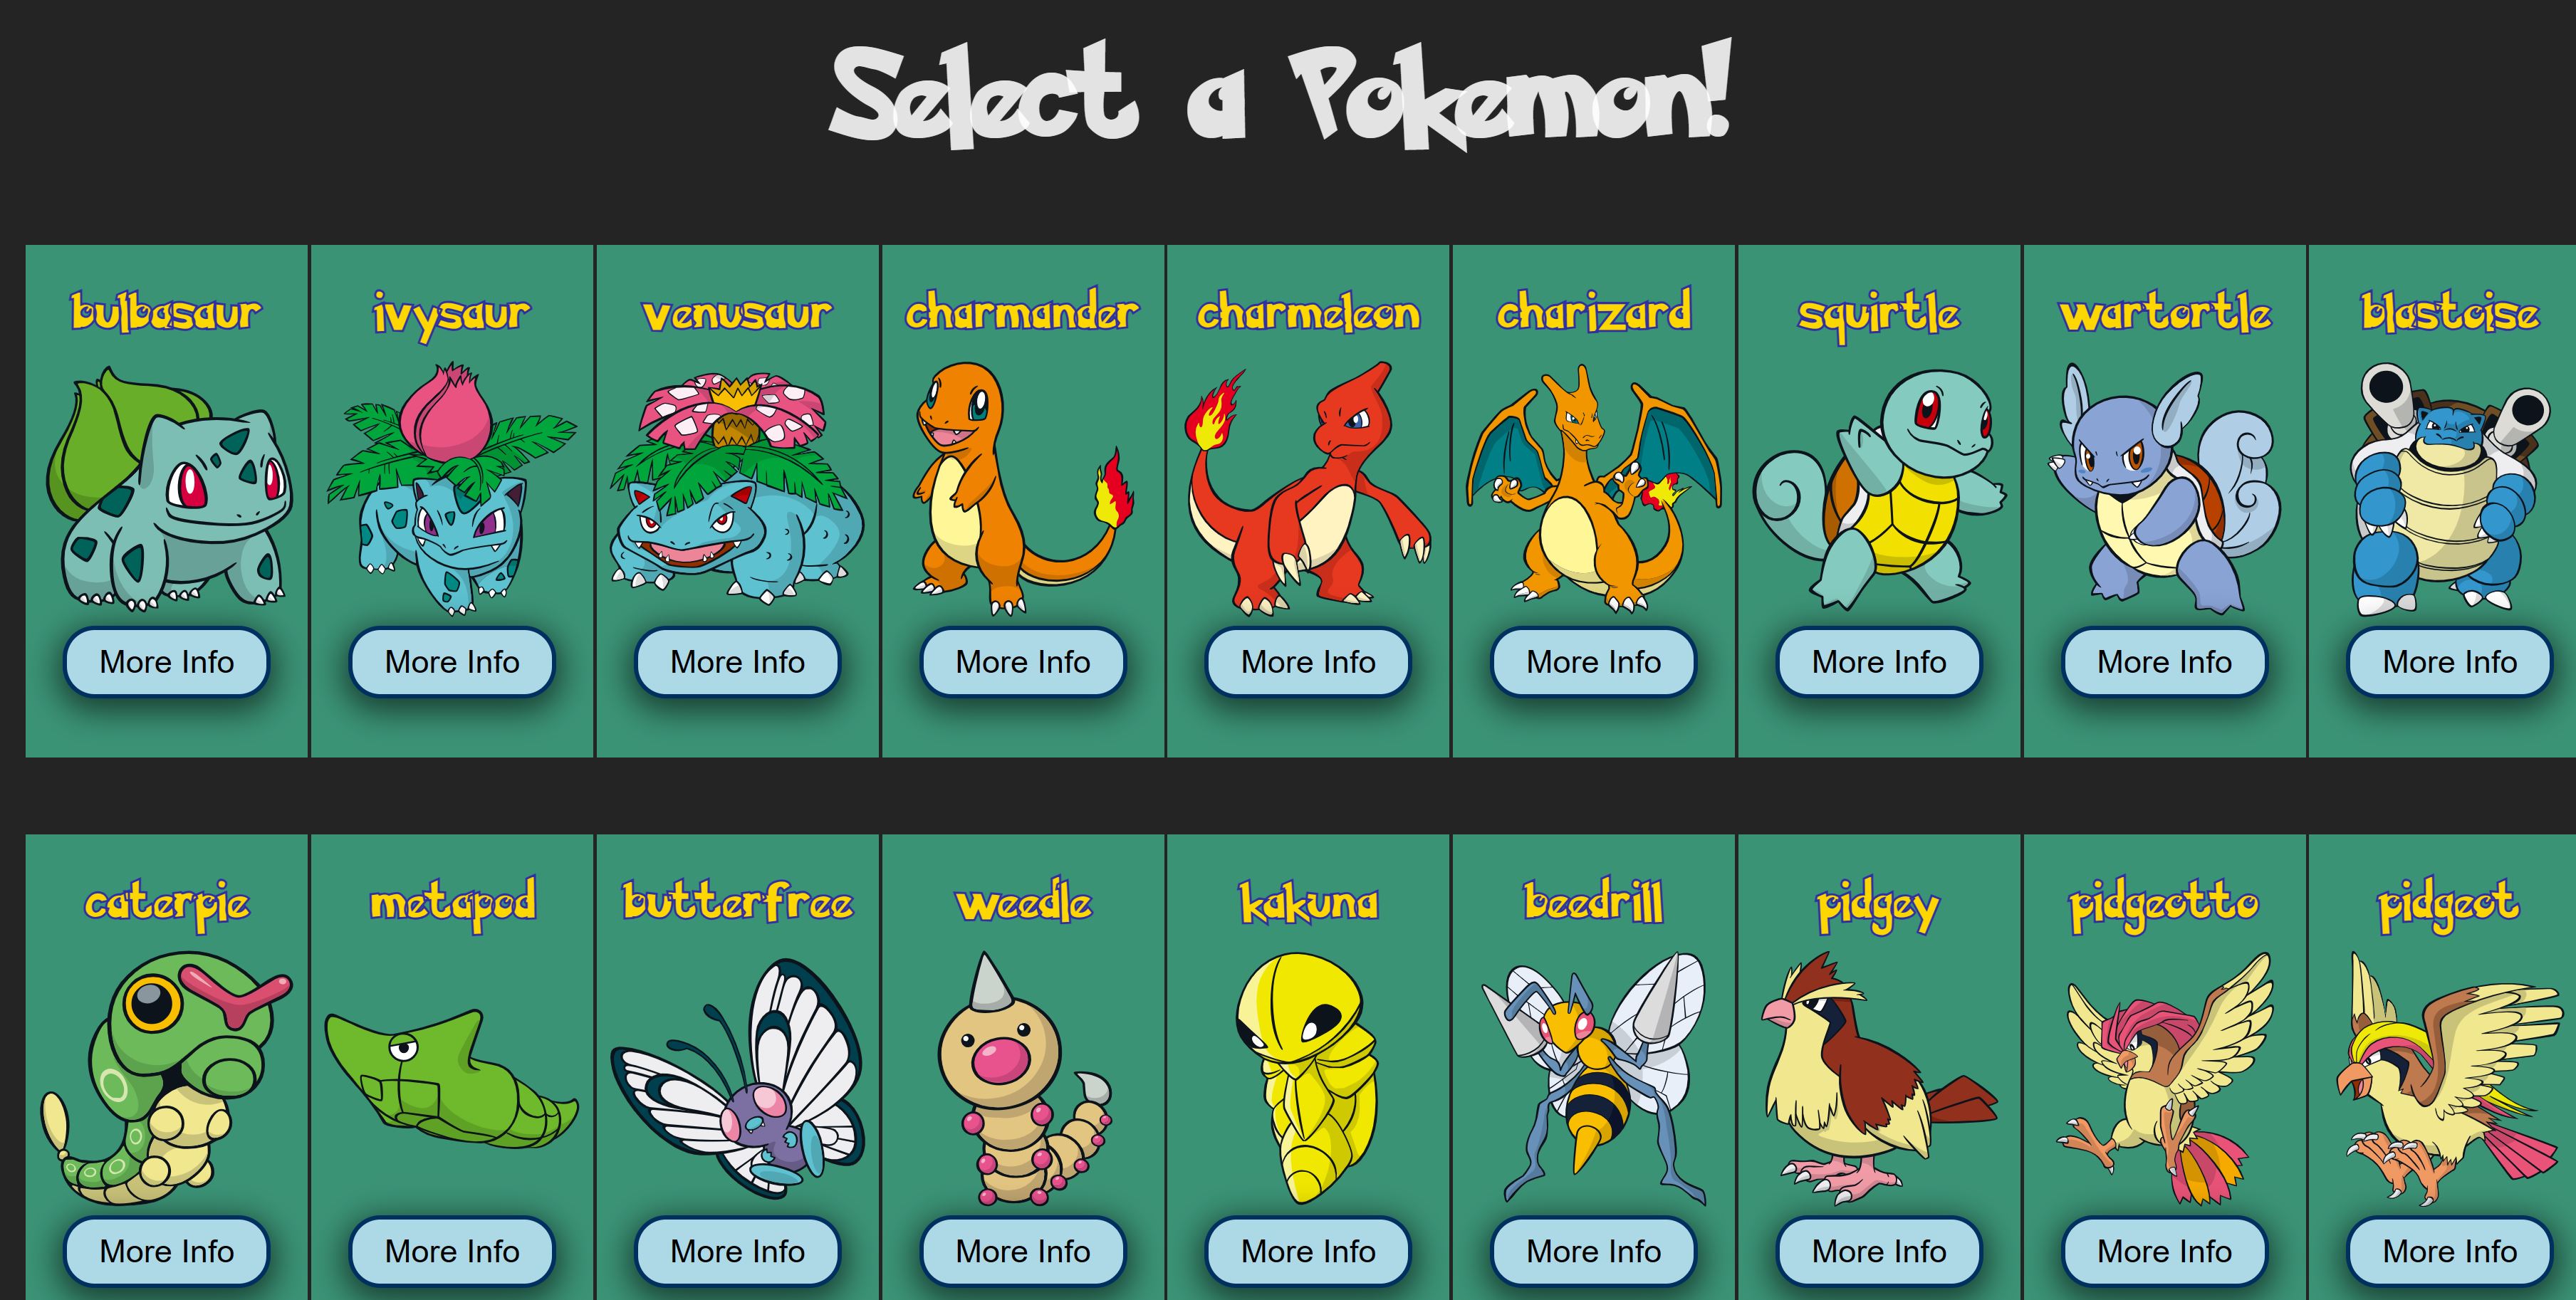 Select a Pokemon!
bulbasaur ivysaur venusaur charmander charmeleon charizard squirtle wartortle blastoise
More Info More Info More Info More Info More Info More Info More Info More Info More Info
caterpie metapod butterfree weedle kakuna beedrill pidgey pidgeotto pidgeot
More Info More Info More Info More Info More Info More Info More Info More Info More Info